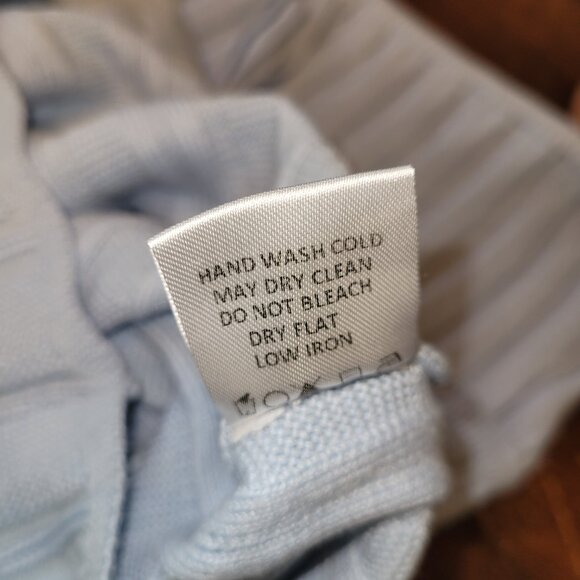 HAND WASH COLD
MAY DRY CLEAN
DO NOT BLEACH
DRY FLAT
LOW IRON